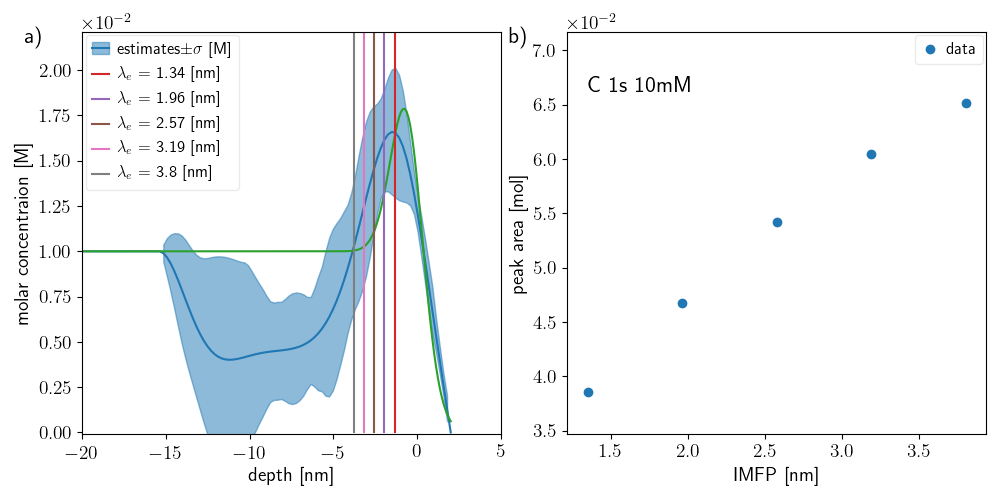 a)
×10⁻²
estimates±σ [M]
λₑ = 1.34 [nm]
λₑ = 1.96 [nm]
λₑ = 2.57 [nm]
λₑ = 3.19 [nm]
λₑ = 3.8 [nm]
molar concentraion [M]
2.00
1.75
1.50
1.25
1.00
0.75
0.50
0.25
0.00
−20
−15
−10
−5
0
5
depth [nm]
b)
×10⁻²
data
C 1s 10mM
peak area [mol]
7.0
6.5
6.0
5.5
5.0
4.5
4.0
3.5
1.5
2.0
2.5
3.0
3.5
IMFP [nm]